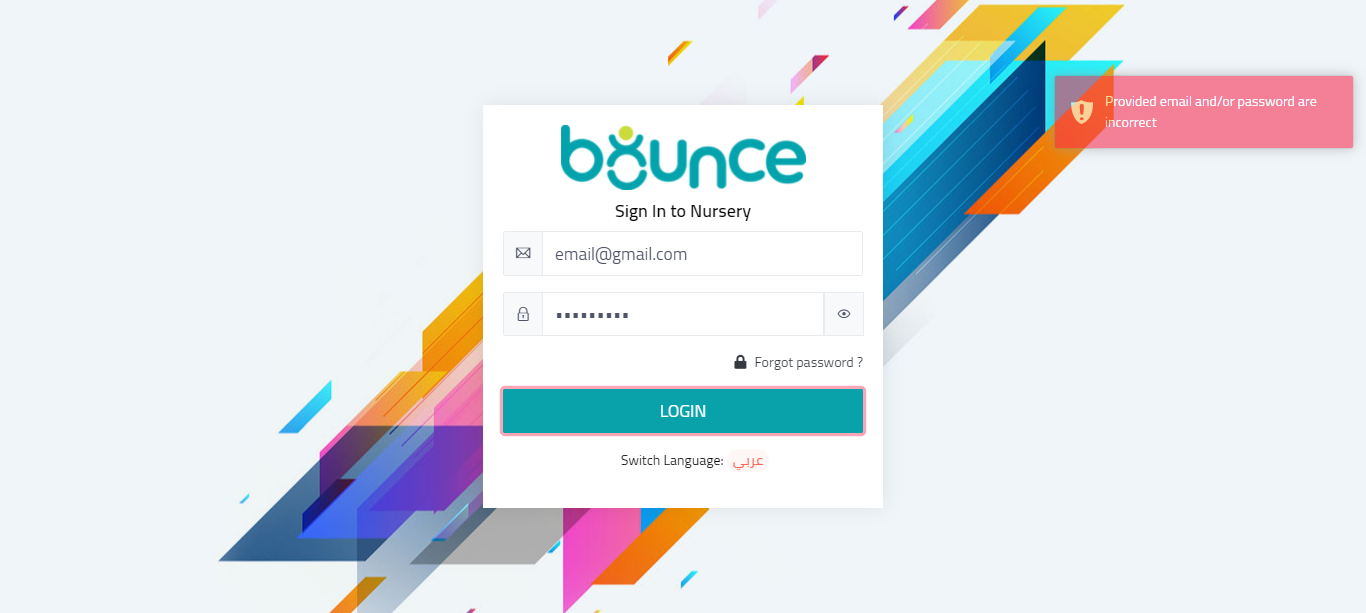 bounce
Provided email and/or password are
incorrect
Sign In to Nursery
email@gmail.com
Forgot password ?
LOGIN
Switch Language: عربي